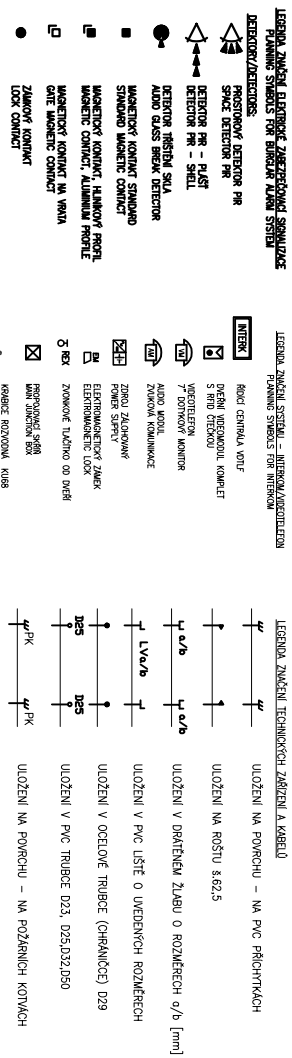 LEGENDA ZNAČENÍ ELEKTRICKÉ ZABEZPEČOVACÍ SIGNALIZACE
PLANNING SYMBOLS FOR BURGLAR ALARM SYSTEM
DETEKTORY/DETECTORS:
PROSTOROVÝ DETEKTOR PIR
SPACE DETECTOR PIR
DETEKTOR PIR - PLÁŠŤ
DETECTOR PIR - SHELL
DETEKTOR TŘÍŠTĚNÍ SKLA
AUDIO GLASS BREAK DETECTOR
MAGNETICKÝ KONTAKT STANDARD
STANDARD MAGNETIC CONTACT
MAGNETICKÝ KONTAKT, HLINÍKOVÝ PROFIL
MAGNETIC CONTACT, ALUMINIUM PROFILE
MAGNETICKÝ KONTAKT NA VRATA
GATE MAGNETIC CONTACT
ZÁMKOVÝ KONTAKT
LOCK CONTACT
LEGENDA ZNAČENÍ SYSTÉMU - INTERKOM/VIDEOTELEFON
PLANNING SYMBOLS FOR INTERKOM
INTERK
ŘÍDICÍ CENTRÁLA VDTLF
DVEŘNÍ VIDEOMODUL KOMPLET
S RFID ČTEČKOU
VT
VIDEOTELEFON
7" DOTYKOVÝ MONITOR
AM
AUDIO MODUL
ZVUKOVÁ KOMUNIKACE
ZDROJ ZÁLOHOVANÝ
POWER SUPPLY
EM
ELEKTROMAGNETICKÝ ZÁMEK
ELEKTROMAGNETIC LOCK
REX
ZVONKOVÉ TLAČÍTKO OD DVEŘÍ
PROPOJOVACÍ SKŘÍŇ
MAIN JUNCTION BOX
KRABICE ROZVODNÁ KU68
LEGENDA ZNAČENÍ TECHNICKÝCH ZAŘÍZENÍ A KABELŮ
ULOŽENÍ NA POVRCHU - NA PVC PŘÍCHYTKÁCH
ULOŽENÍ NA ROŠTU š.62,5
a/b a/b
ULOŽENÍ V DRÁTĚNÉM ŽLABU O ROZMĚRECH a/b [mm]
LVa/b
ULOŽENÍ V PVC LIŠTĚ O UVEDENÝCH ROZMĚRECH
ULOŽENÍ V OCELOVÉ TRUBCE (CHRÁNIČCE) D29
D25 D25
ULOŽENÍ V PVC TRUBCE D23, D25,D32,D50
PK PK
ULOŽENÍ NA POVRCHU - NA POŽÁRNÍCH KOTVÁCH